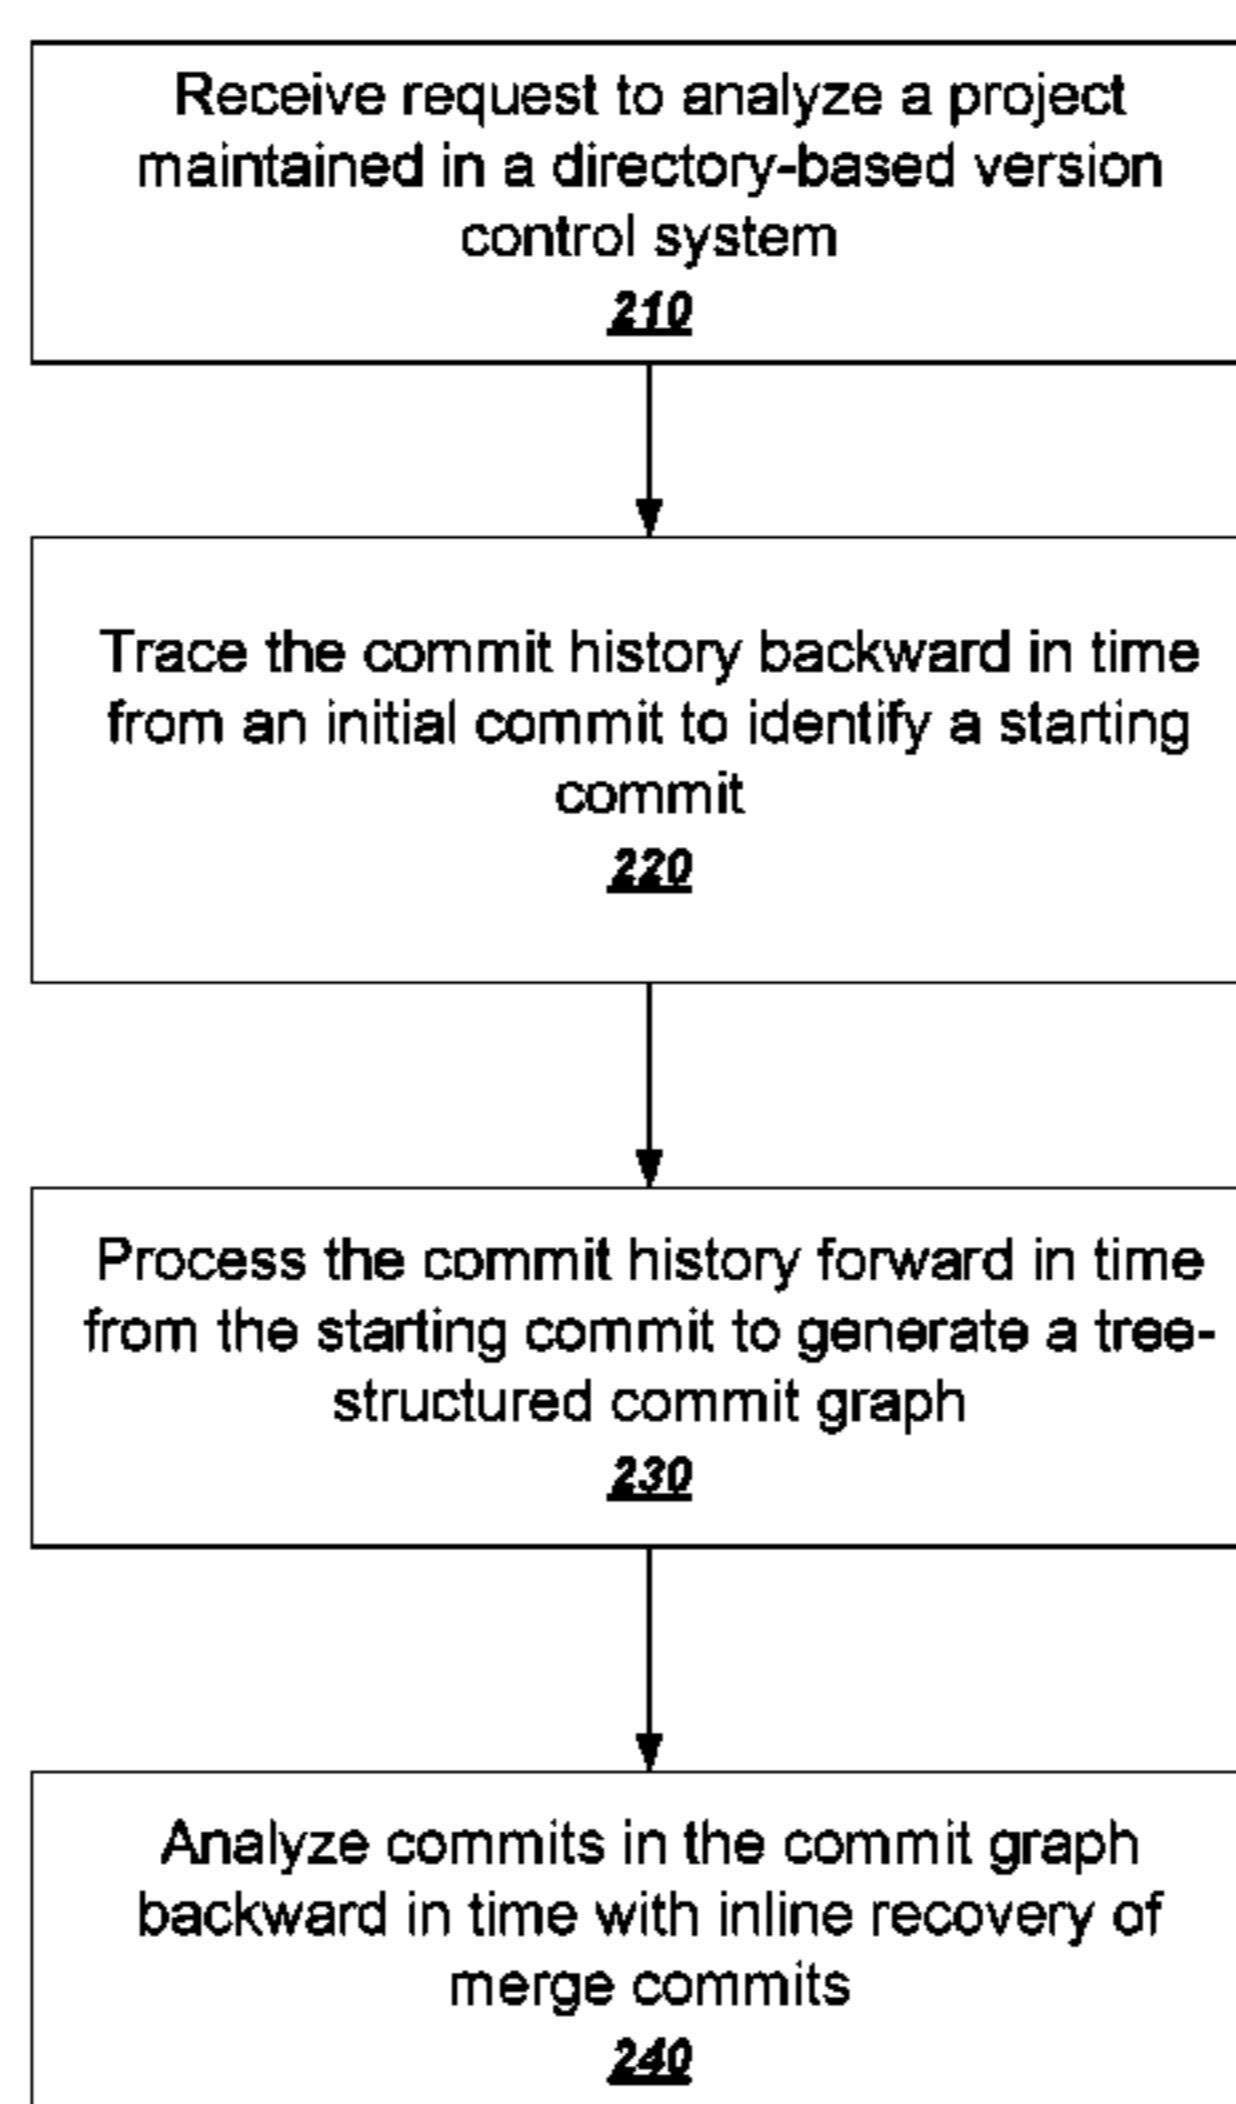 Receive request to analyze a project
maintained in a directory-based version
control system
210
Trace the commit history backward in time
from an initial commit to identify a starting
commit
220
Process the commit history forward in time
from the starting commit to generate a tree-
structured commit graph
230
Analyze commits in the commit graph
backward in time with inline recovery of
merge commits
240